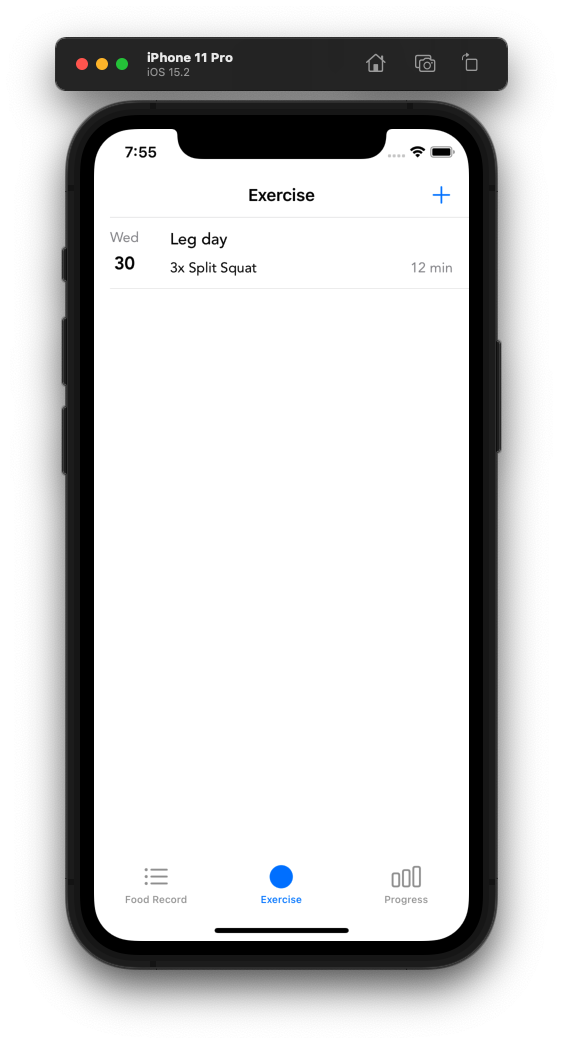 iPhone 11 Pro
iOS 15.2
7:55
Exercise
Wed
30
Leg day
3x Split Squat
12 min
Food Record
Exercise
Progress